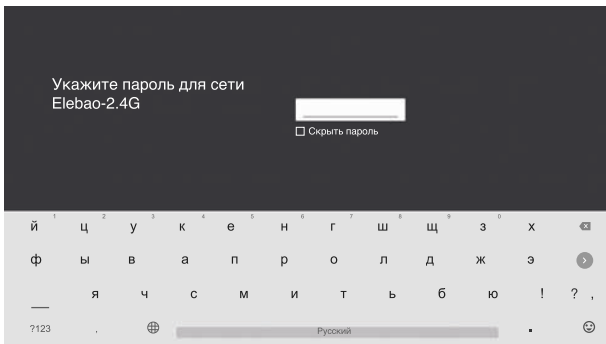 Укажите пароль для сети
Elebao-2.4G
Скрыть пароль
1 2 3 4 5 6 7 8 9 0
й ц у к е н г ш щ з х
ф ы в а п р о л д ж э
я ч с м и т ь б ю ! ? ,
?123 . Русский .